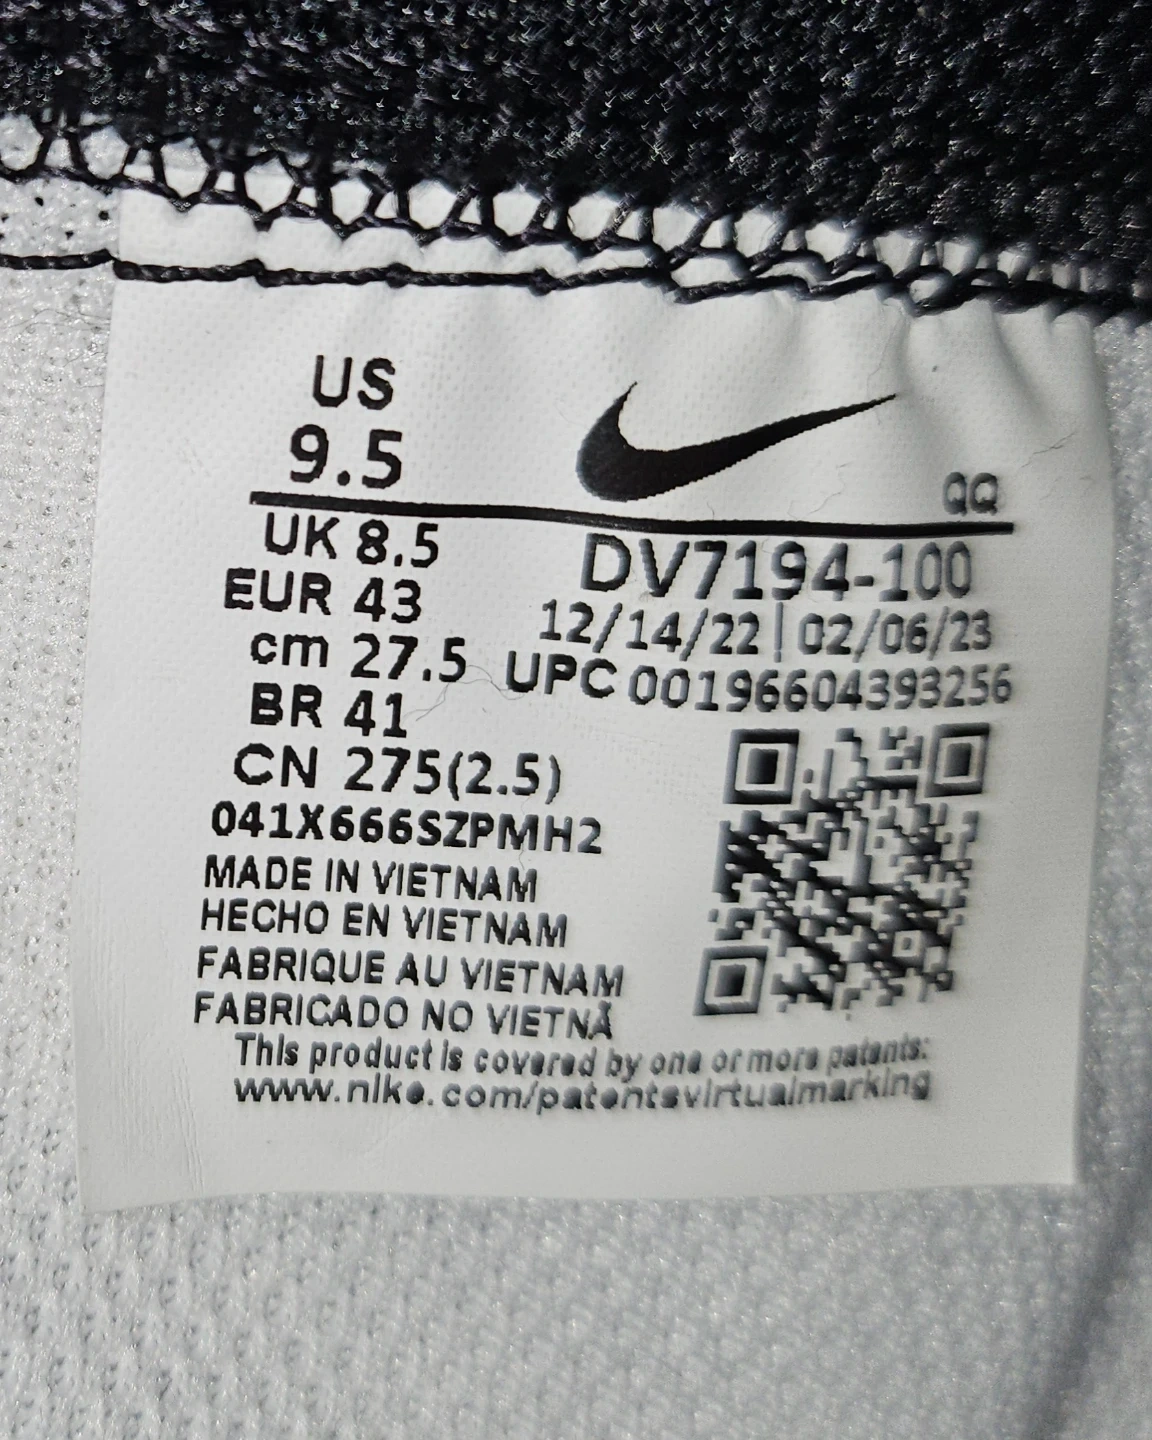 US
9.5
QQ
UK 8.5
EUR 43
cm 27.5
BR 41
CN 275(2.5)
DV7194-100
12/14/22|02/06/23
UPC 00196604393256
041X666SZPMH2
MADE IN VIETNAM
HECHO EN VIETNAM
FABRIQUE AU VIETNAM
FABRICADO NO VIETNÃ
This product is covered by one or more patents:
www.nike.com/patentsvirtualmarking